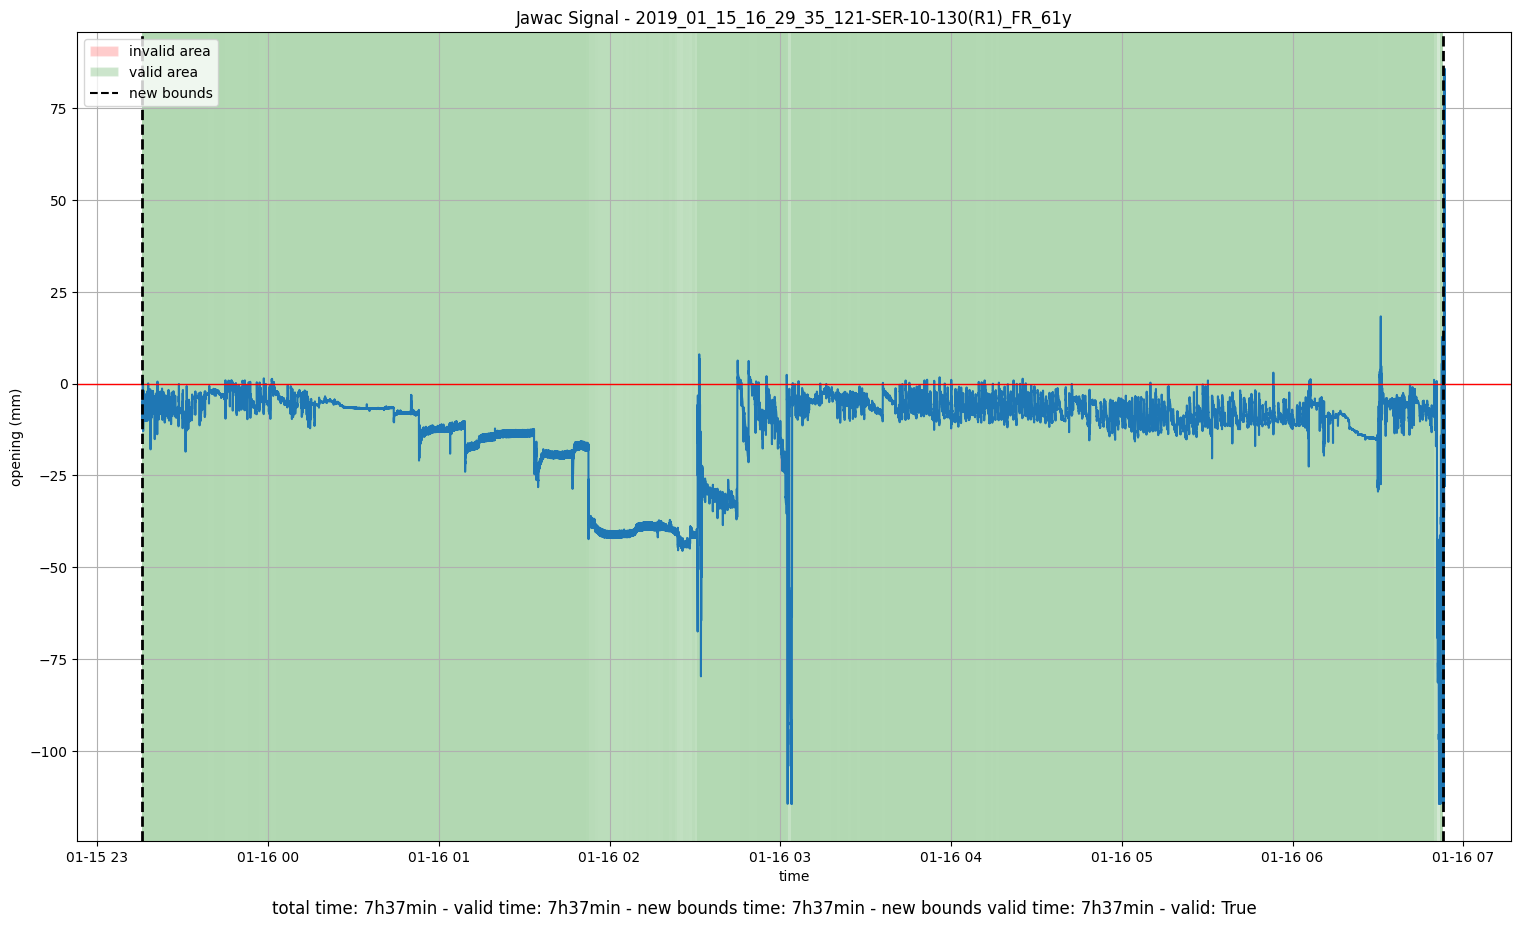 Jawac Signal - 2019_01_15_16_29_35_121-SER-10-130(R1)_FR_61y
invalid area
valid area
new bounds
75
50
25
0
−25
−50
−75
−100
opening (mm)
01-15 23
01-16 00
01-16 01
01-16 02
01-16 03
01-16 04
01-16 05
01-16 06
01-16 07
time
total time: 7h37min - valid time: 7h37min - new bounds time: 7h37min - new bounds valid time: 7h37min - valid: True